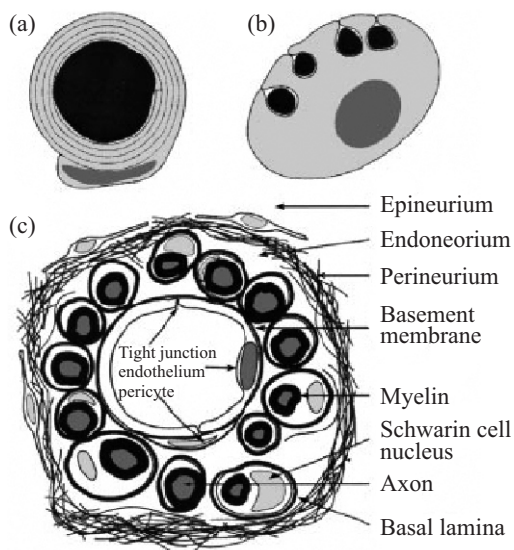 (a)
(b)
(c)
Epineurium
Endoneorium
Perineurium
Basement
membrane
Tight junction
endothelium
pericyte
Myelin
Schwarin cell
nucleus
Axon
Basal lamina